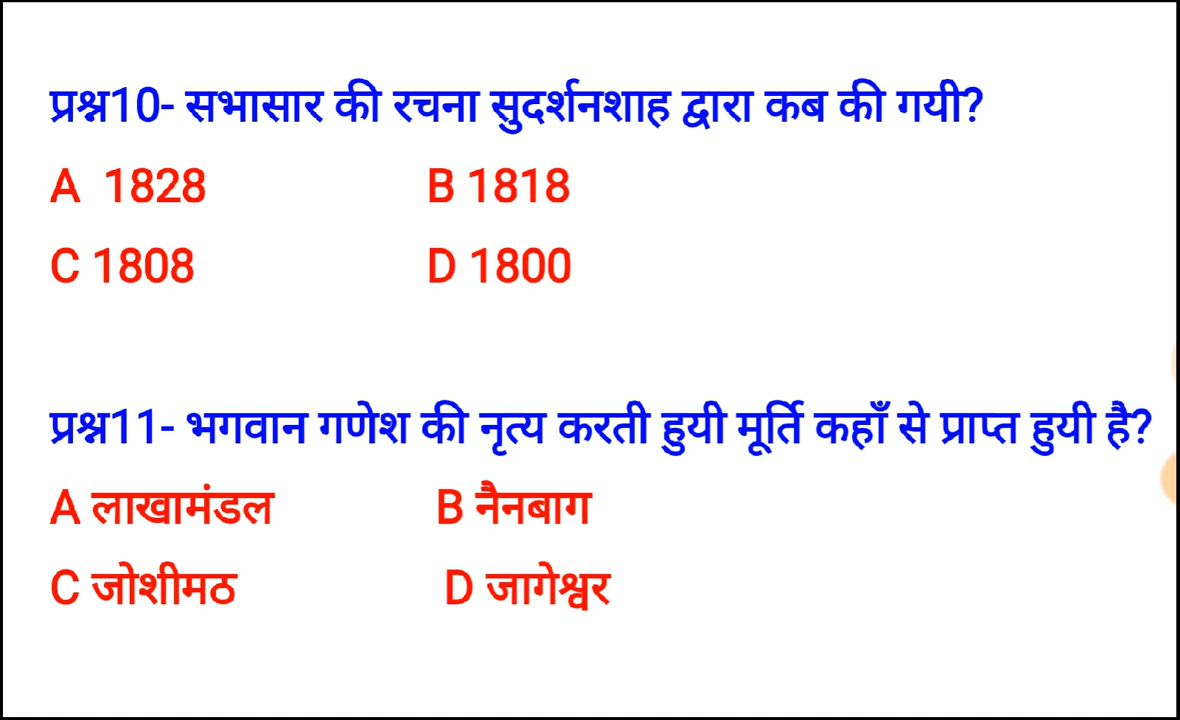 प्रश्न10- सभासार की रचना सुदर्शनशाह द्वारा कब की गयी?
A 1828 B 1818
C 1808 D 1800
प्रश्न11- भगवान गणेश की नृत्य करती हुयी मूर्ति कहाँ से प्राप्त हुयी है?
A लाखामंडल B नैनबाग
C जोशीमठ D जागेश्वर